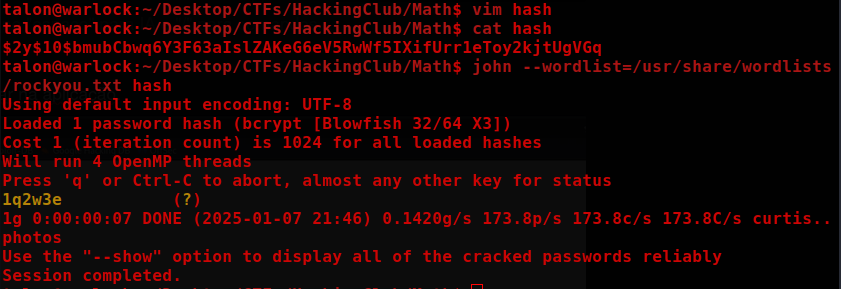 talon@warlock:~/Desktop/CTFs/HackingClub/Math$ vim hash
talon@warlock:~/Desktop/CTFs/HackingClub/Math$ cat hash
$2y$10$bmubCbwq6Y3F63aIslZAKeG6eV5RwWf5IXifUrr1eToy2kjtUgVGq
talon@warlock:~/Desktop/CTFs/HackingClub/Math$ john --wordlist=/usr/share/wordlists
/rockyou.txt hash
Using default input encoding: UTF-8
Loaded 1 password hash (bcrypt [Blowfish 32/64 X3])
Cost 1 (iteration count) is 1024 for all loaded hashes
Will run 4 OpenMP threads
Press 'q' or Ctrl-C to abort, almost any other key for status
1q2w3e           (?)
1g 0:00:00:07 DONE (2025-01-07 21:46) 0.1420g/s 173.8p/s 173.8c/s 173.8C/s curtis..
photos
Use the "--show" option to display all of the cracked passwords reliably
Session completed.